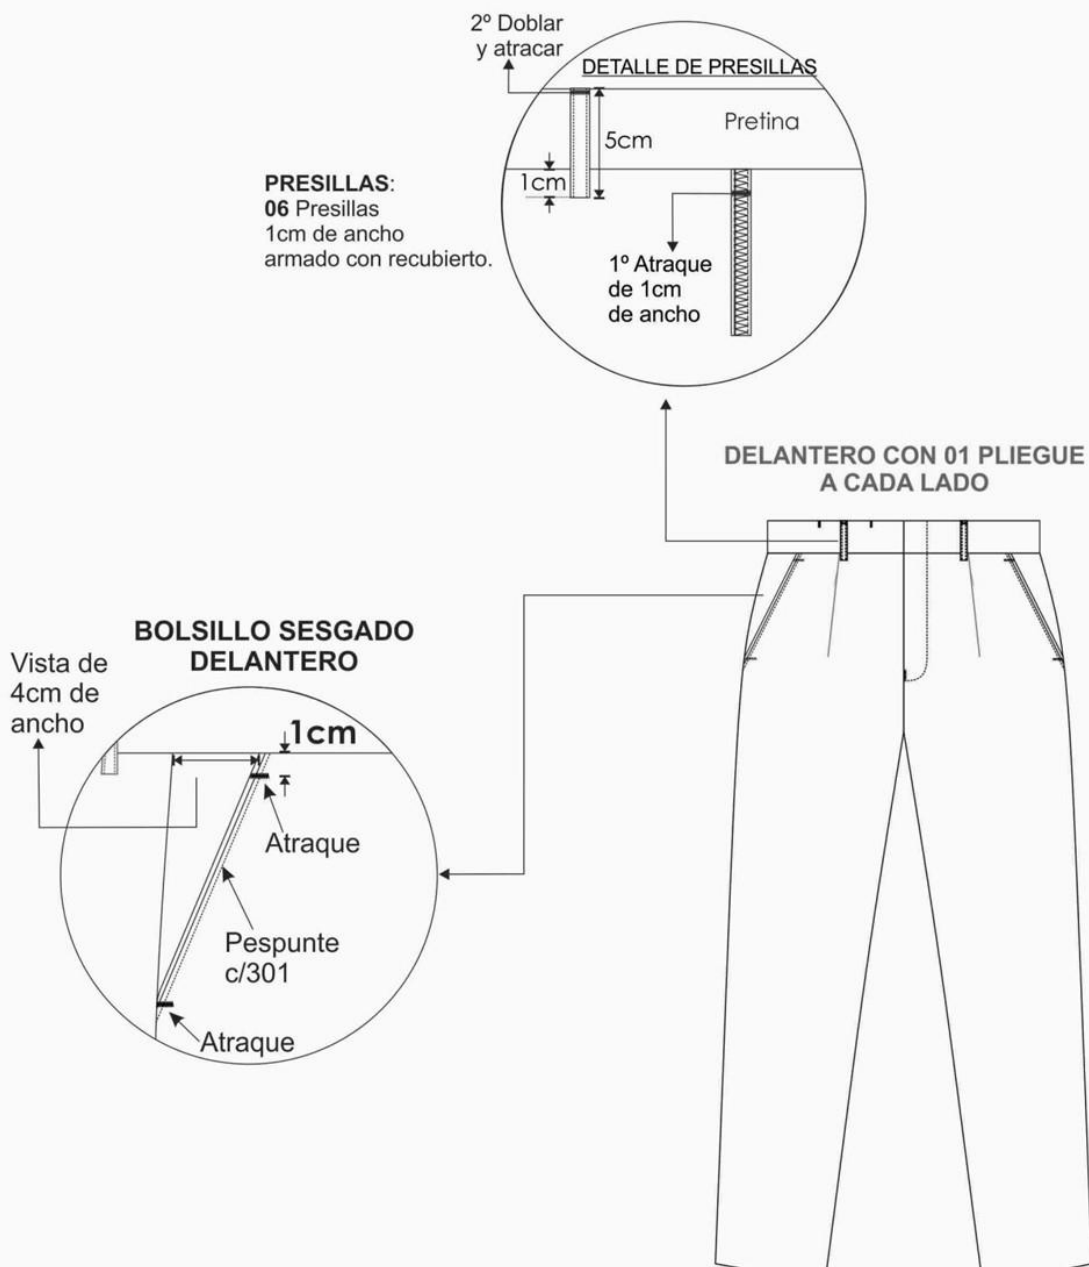 2º Doblar
y atracar
DETALLE DE PRESILLAS
Pretina
5cm
1cm
PRESILLAS:
06 Presillas
1cm de ancho
armado con recubierto.
1º Atraque
de 1cm
de ancho
DELANTERO CON 01 PLIEGUE
A CADA LADO
BOLSILLO SESGADO
DELANTERO
Vista de
4cm de
ancho
1cm
Atraque
Pespunte
c/301
Atraque